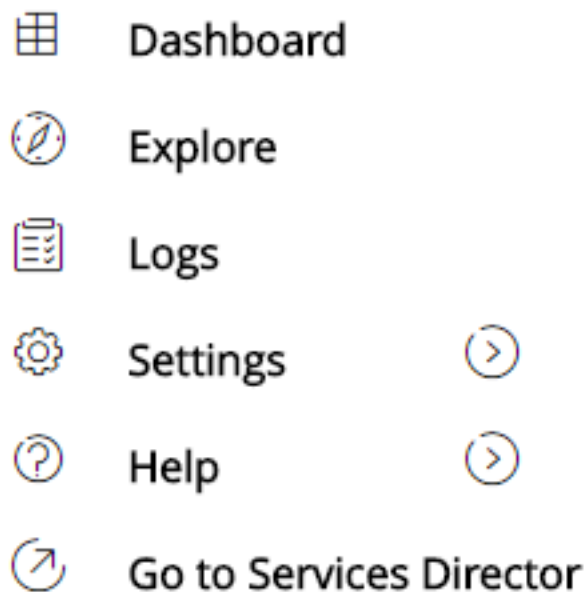 Dashboard
Explore
Logs
Settings
Help
Go to Services Director